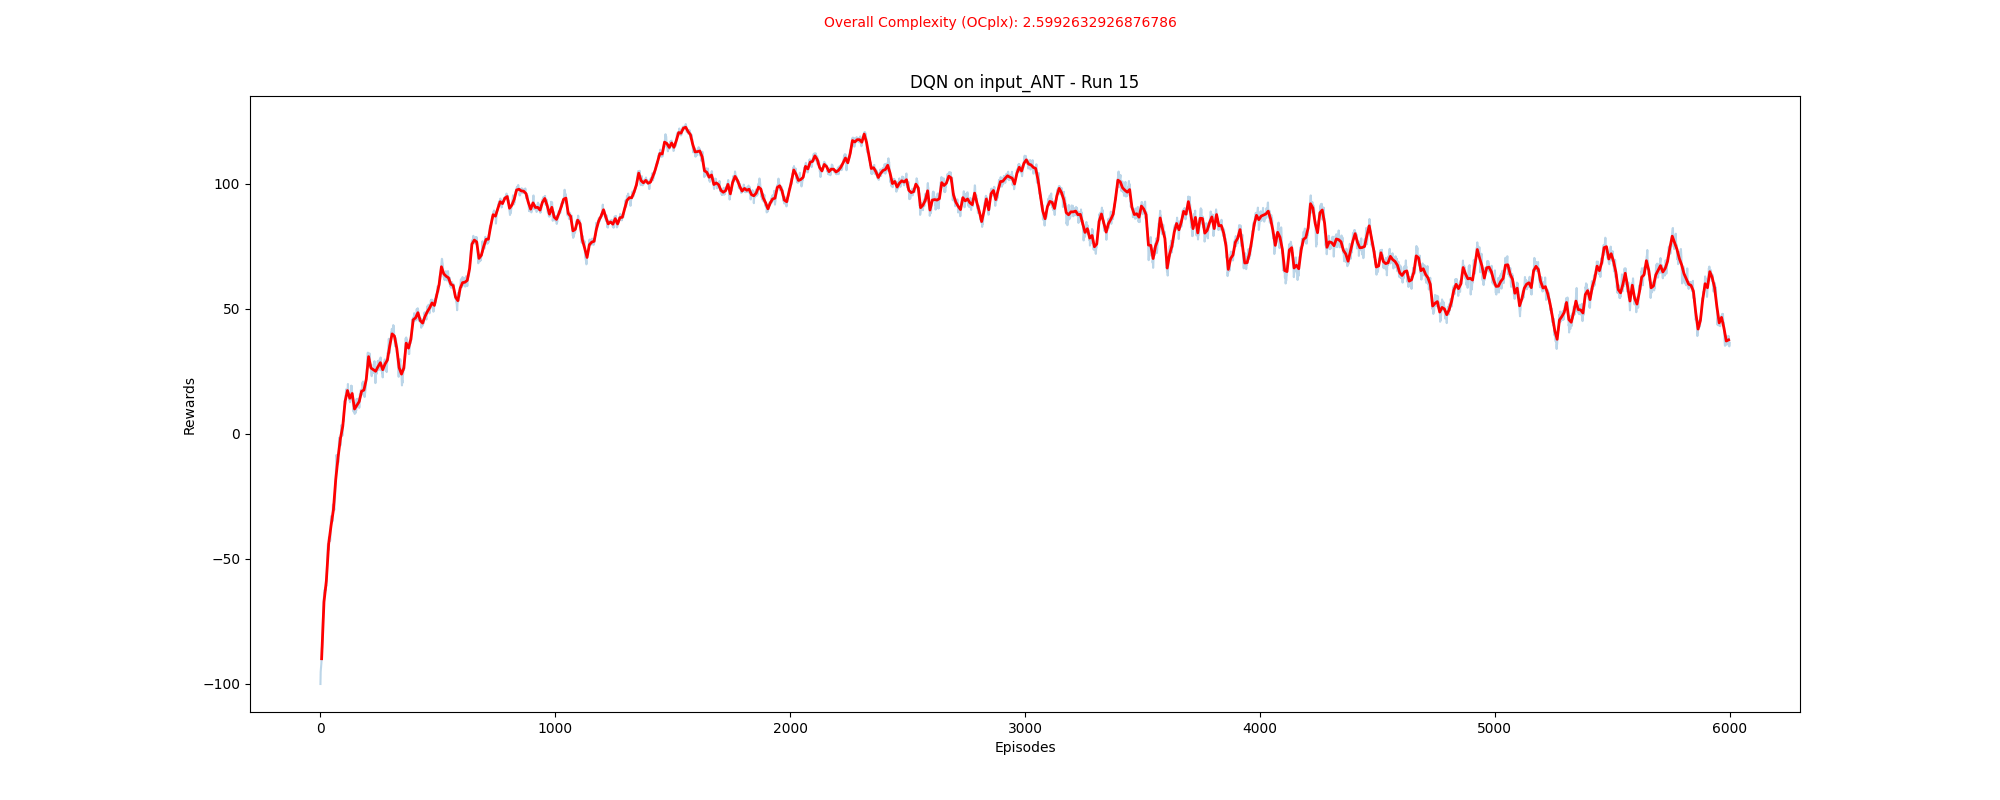 Overall Complexity (OCplx): 2.5992632926876786
DQN on input_ANT - Run 15
Rewards
100
50
0
−50
−100
0 1000 2000 3000 4000 5000 6000
Episodes